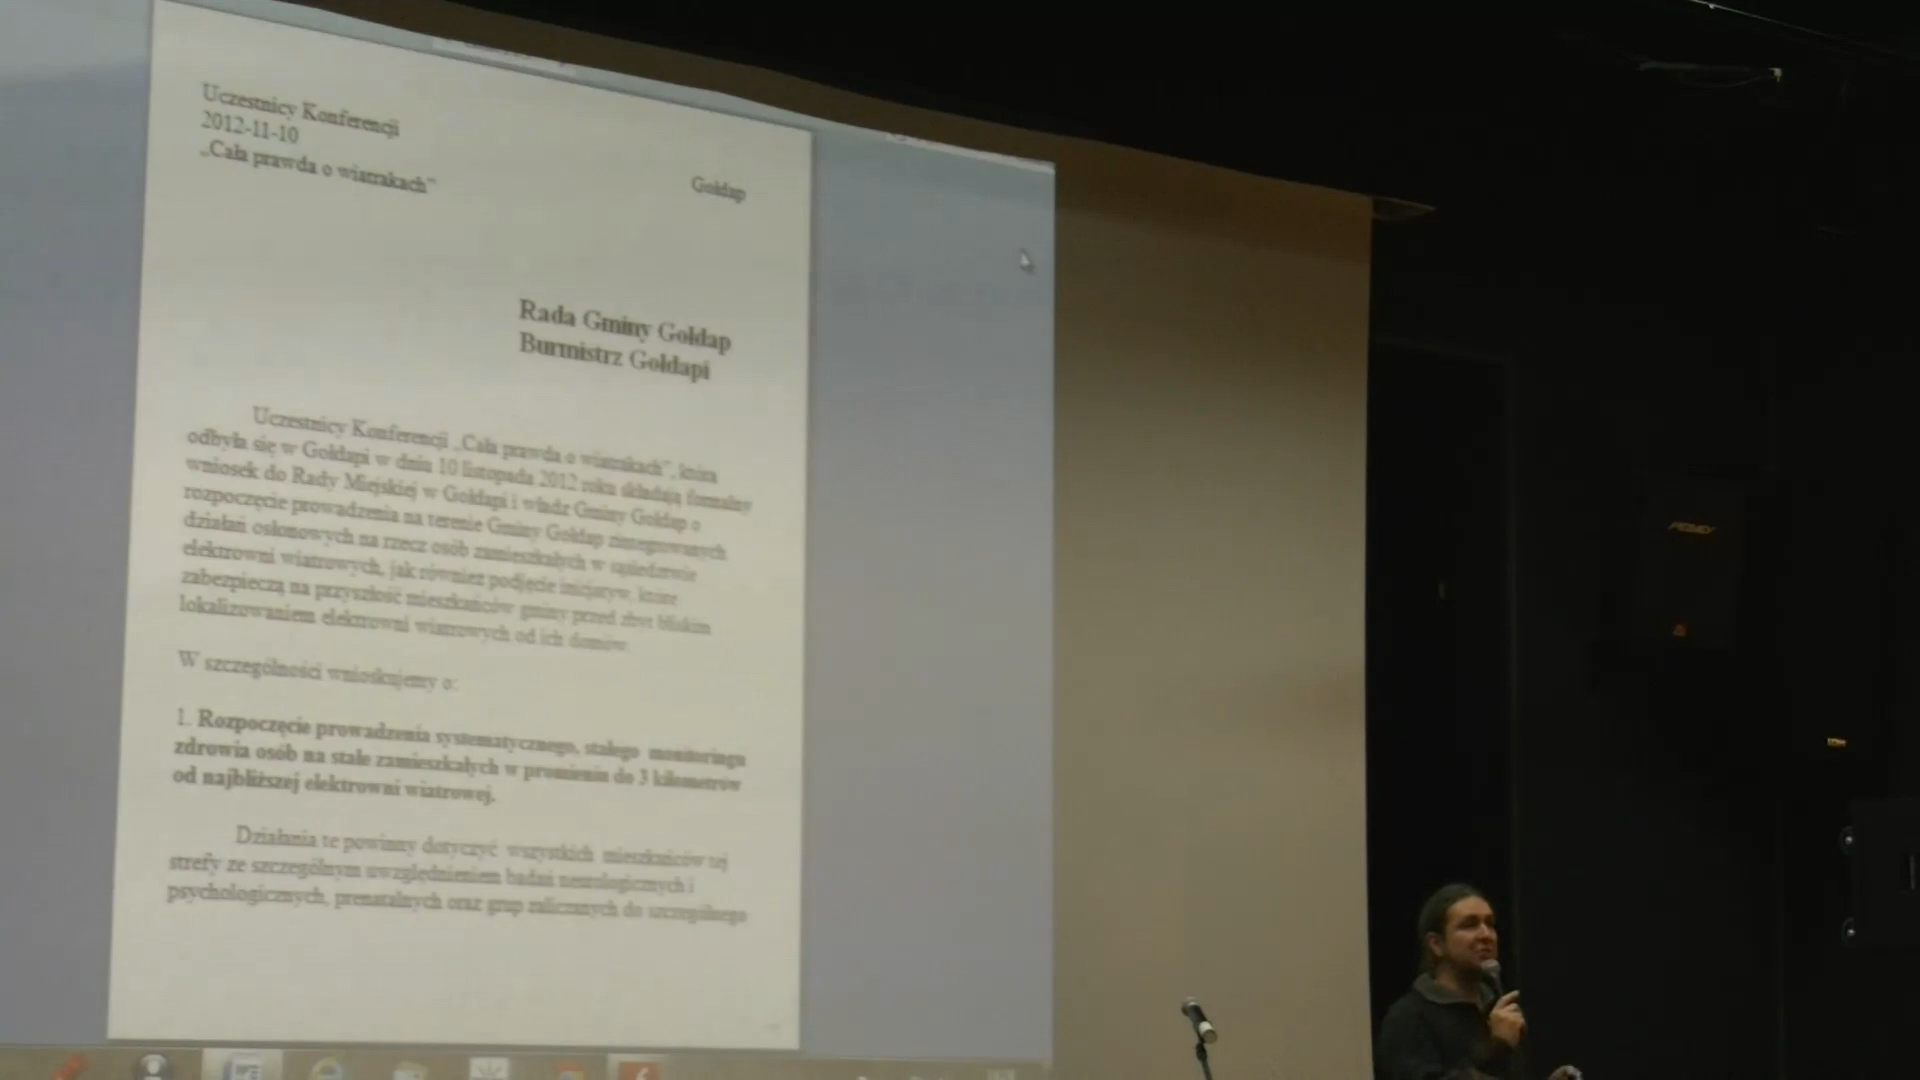 Uczestnicy Konferencji
2012-11-10
„Cała prawda o wiatrakach"
Gołdap
Rada Gminy Gołdap
Burmistrz Gołdapi
Uczestnicy Konferencji „Cała prawda o wiatrakach", która
odbyła się w Gołdapi w dniu 10 listopada 2012 roku składają formalny
wniosek do Rady Miejskiej w Gołdapi i władz Gminy Gołdap o
rozpoczęcie prowadzenia na terenie Gminy Gołdap zintegrowanych
działań osłonowych na rzecz osób zamieszkałych w sąsiedztwie
elektrowni wiatrowych, jak również podjęcie inicjatyw, które
zabezpieczą na przyszłość mieszkańców gminy przed zbyt bliskim
lokalizowaniem elektrowni wiatrowych od ich domów.
W szczególności wnioskujemy o:
1. Rozpoczęcie prowadzenia systematycznego, stałego monitoringu
zdrowia osób na stałe zamieszkałych w promieniu do 3 kilometrów
od najbliższej elektrowni wiatrowej.
Działania te powinny dotyczyć wszystkich mieszkańców tej
strefy ze szczególnym uwzględnieniem badań neurologicznych i
psychologicznych, prenatalnych oraz grup zaliczanych do szczególnego
PEAVEY